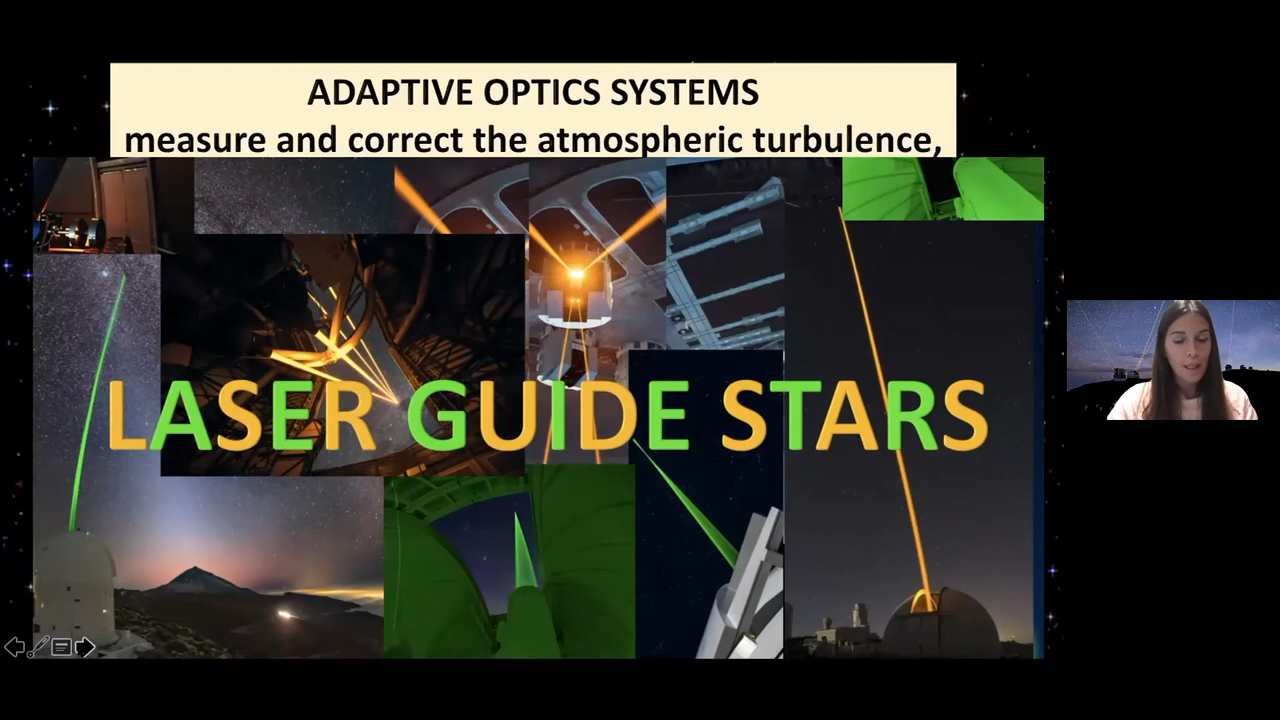 ADAPTIVE OPTICS SYSTEMS
measure and correct the atmospheric turbulence,
LASER GUIDE STARS